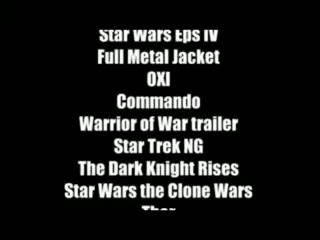 Star Wars Eps IV
Full Metal Jacket
OXI
Commando
Warrior of War trailer
Star Trek NG
The Dark Knight Rises
Star Wars the Clone Wars
Thor